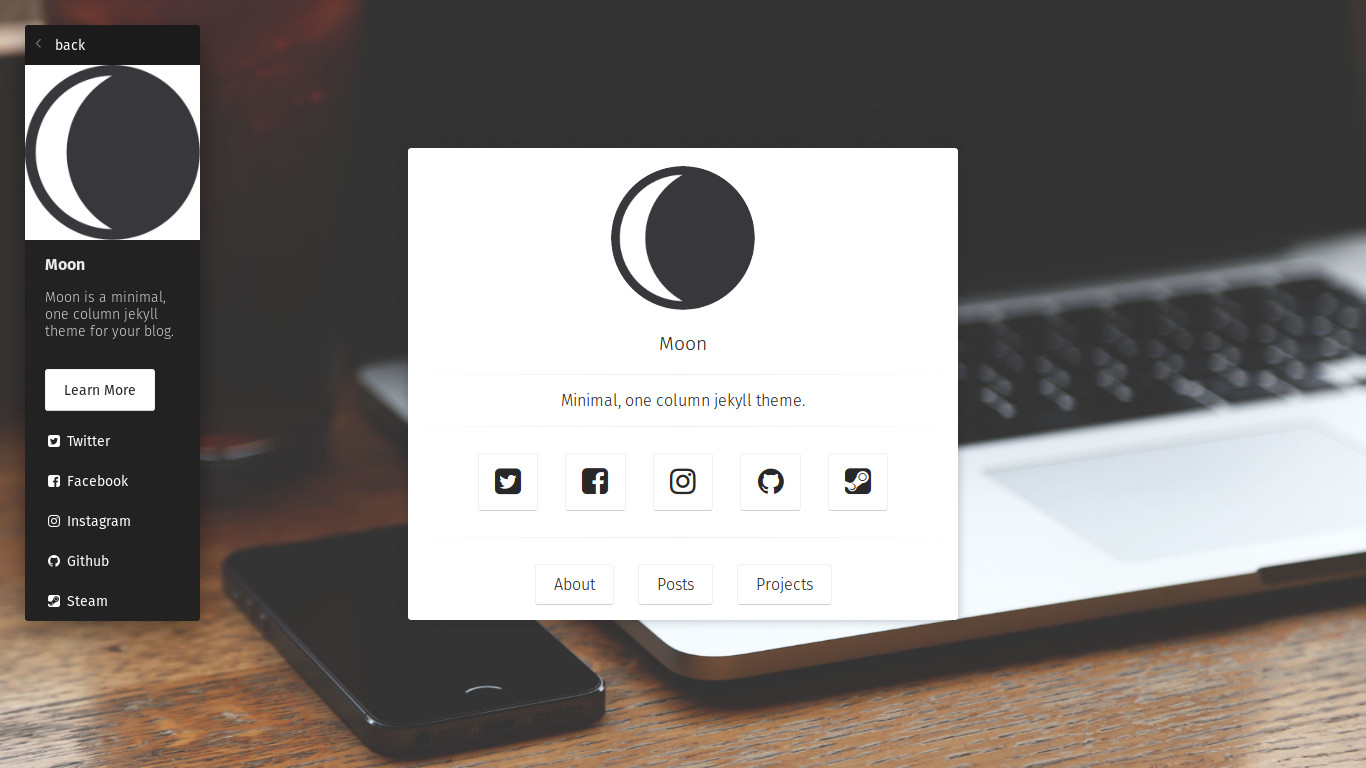 back
Moon
Moon is a minimal,
one column jekyll
theme for your blog.
Learn More
Twitter
Facebook
Instagram
Github
Steam
Moon
Minimal, one column jekyll theme.
About
Posts
Projects